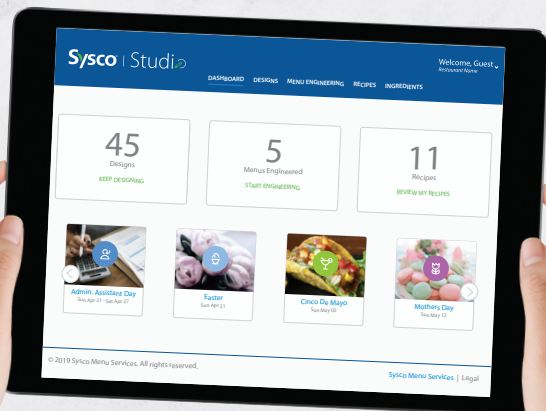 Sysco | Studio
Welcome, Guest
Restaurant Name
DASHBOARD DESIGNS MENU ENGINEERING RECIPES INGREDIENTS
45
Designs
KEEP DESIGNING
5
Menus Engineered
START ENGINEERING
11
Recipes
REVIEW MY RECIPES
Admin. Assistant Day
Sun, Apr 21 - Sat Apr 27
Easter
Sun Apr 21
Cinco De Mayo
Sun May 05
Mothers Day
Sun May 12
© 2019 Sysco Menu Services. All rights reserved.
Sysco Menu Services | Legal